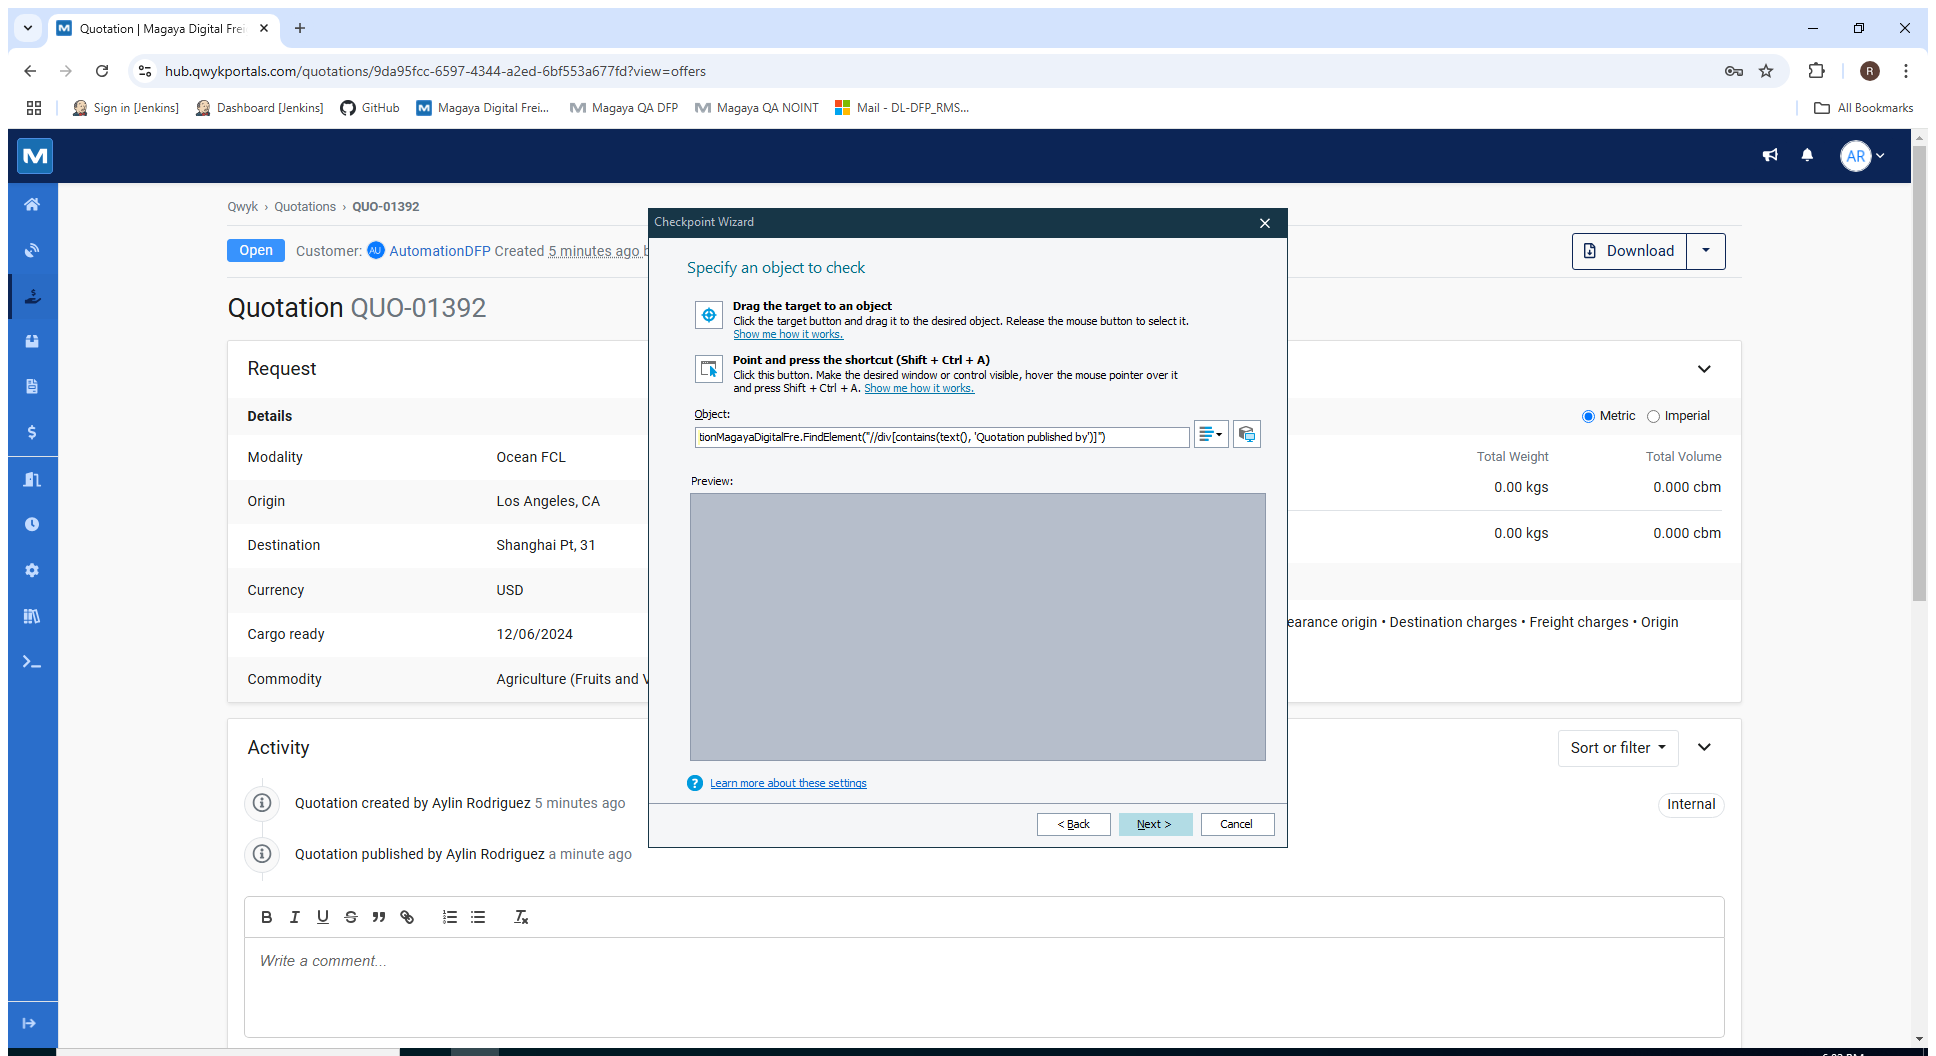 Quotation | Magaya Digital Frei
hub.qwykportals.com/quotations/9da95fcc-6597-4344-a2ed-6bf553a677fd?view=offers
R
Sign in [Jenkins]
Dashboard [Jenkins]
GitHub
Magaya Digital Frei...
Magaya QA DFP
Magaya QA NOINT
Mail - DL-DFP_RMS...
All Bookmarks
AR
Qwyk › Quotations › QUO-01392
Open
Customer: AU AutomationDFP Created 5 minutes ago b
Download
Quotation QUO-01392
Request
Details
Metric
Imperial
Modality
Ocean FCL
Total Weight
Total Volume
Origin
Los Angeles, CA
0.00 kgs
0.000 cbm
Destination
Shanghai Pt, 31
0.00 kgs
0.000 cbm
Currency
USD
earance origin • Destination charges • Freight charges • Origin
Cargo ready
12/06/2024
Commodity
Agriculture (Fruits and V
Checkpoint Wizard
Specify an object to check
Drag the target to an object
Click the target button and drag it to the desired object. Release the mouse button to select it.
Show me how it works.
Point and press the shortcut (Shift + Ctrl + A)
Click this button. Make the desired window or control visible, hover the mouse pointer over it
and press Shift + Ctrl + A. Show me how it works.
Object:
tionMagayaDigitalFre.FindElement("//div[contains(text(), 'Quotation published by')]")
Preview:
Learn more about these settings
< Back
Next >
Cancel
Activity
Sort or filter
Quotation created by Aylin Rodriguez 5 minutes ago
Internal
Quotation published by Aylin Rodriguez a minute ago
Write a comment...